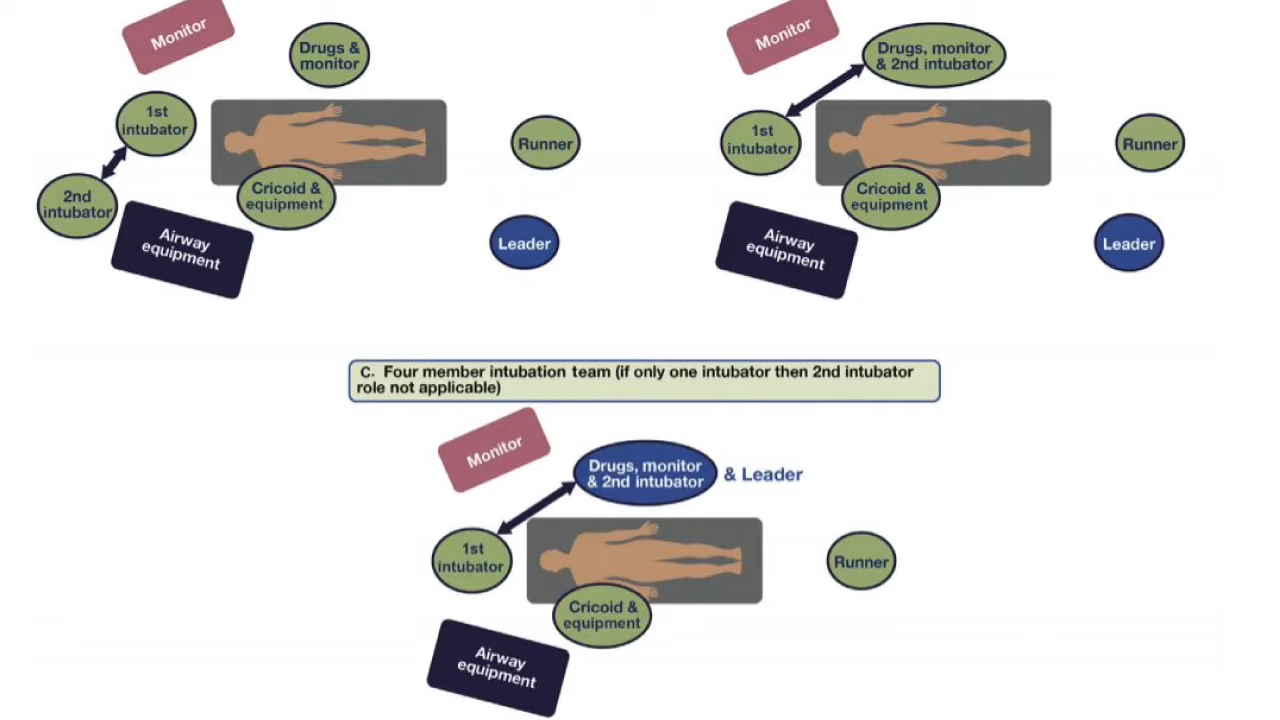 Monitor
Drugs &
monitor
1st
intubator
2nd
intubator
Cricoid &
equipment
Airway
equipment
Runner
Leader
Monitor
Drugs, monitor
& 2nd intubator
1st
intubator
Cricoid &
equipment
Airway
equipment
Runner
Leader
C. Four member intubation team (if only one intubator then 2nd intubator
role not applicable)
Monitor
Drugs, monitor
& 2nd intubator
& Leader
1st
intubator
Cricoid &
equipment
Airway
equipment
Runner